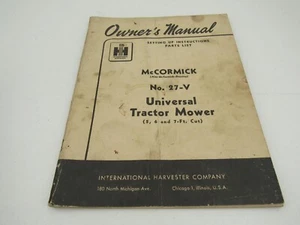 Owner's Manual
SETTING UP INSTRUCTIONS
PARTS LIST
IH
McCORMICK
No. 27-V
Universal
Tractor Mower
(5, 6 and 7-Ft. Cut)
INTERNATIONAL HARVESTER COMPANY
180 North Michigan Ave. Chicago 1, Illinois, U.S.A.